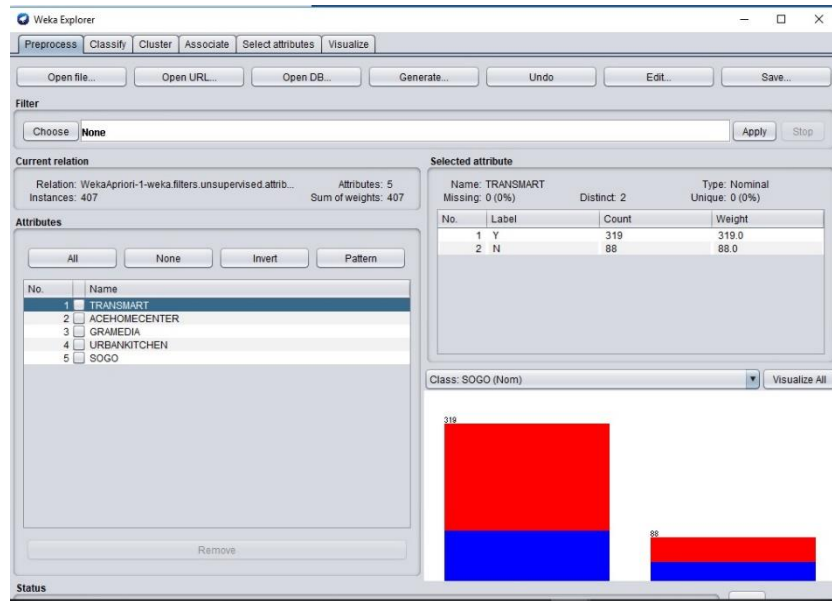 Weka Explorer
Preprocess Classify Cluster Associate Select attributes Visualize
Open file... Open URL... Open DB... Generate... Undo Edit... Save...
Filter
Choose None Apply Stop
Current relation
Relation: WekaApriori-1-weka.filters.unsupervised.attrib... Attributes: 5
Instances: 407 Sum of weights: 407
Attributes
All None Invert Pattern
No. Name
1 TRANSMART
2 ACEHOMECENTER
3 GRAMEDIA
4 URBANKITCHEN
5 SOGO
Remove
Status
Selected attribute
Name: TRANSMART Type: Nominal
Missing: 0 (0%) Distinct: 2 Unique: 0 (0%)
No. Label Count Weight
1 Y 319 319.0
2 N 88 88.0
Class: SOGO (Nom) Visualize All
319
88